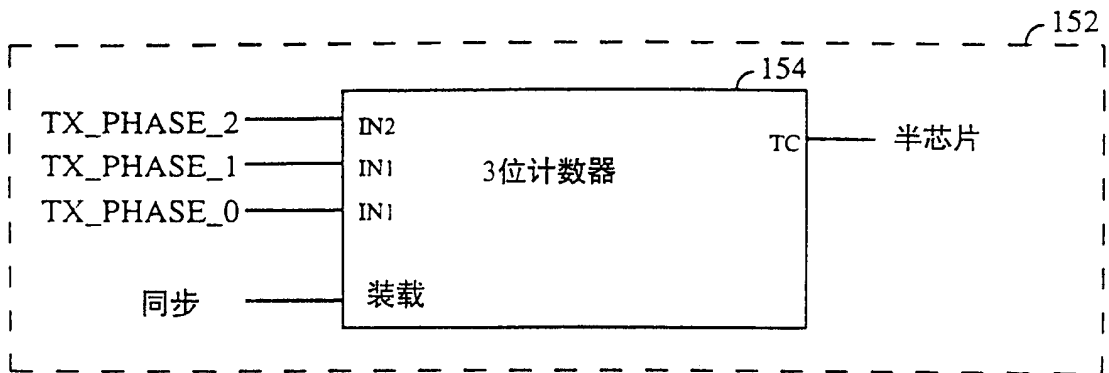 152
154
TX_PHASE_2
IN2
TC
半芯片
TX_PHASE_1
IN1
3位计数器
TX_PHASE_0
IN1
同步
装载